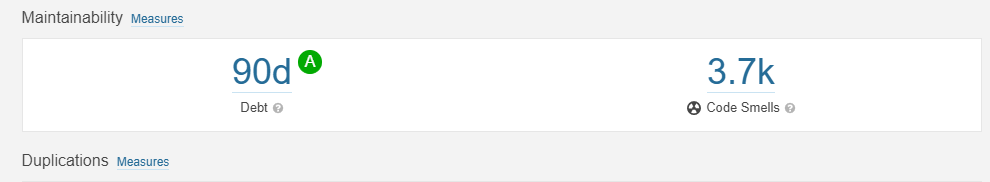 Maintainability Measures
90d A 3.7k
Debt ? Code Smells ?
Duplications Measures